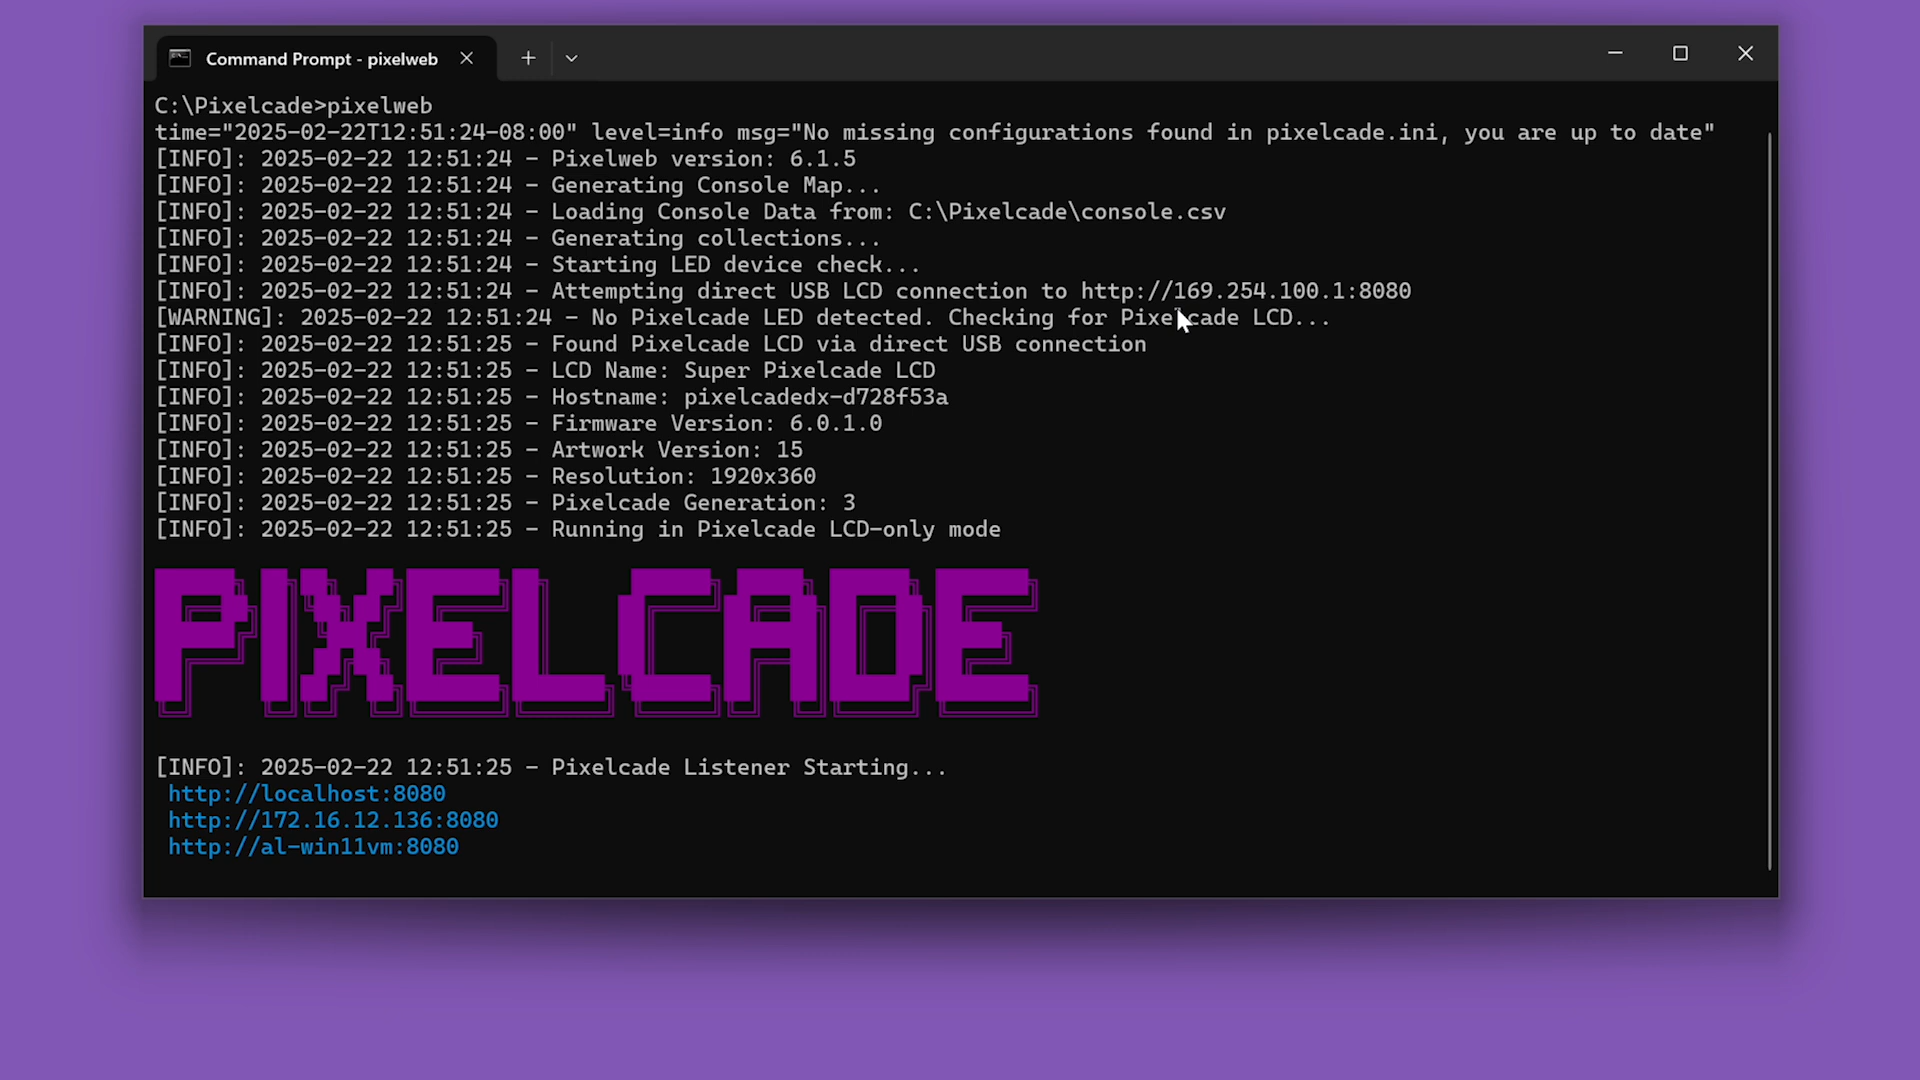 Command Prompt - pixelweb
C:\Pixelcade>pixelweb
time="2025-02-22T12:51:24-08:00" level=info msg="No missing configurations found in pixelcade.ini, you are up to date"
[INFO]: 2025-02-22 12:51:24 - Pixelweb version: 6.1.5
[INFO]: 2025-02-22 12:51:24 - Generating Console Map...
[INFO]: 2025-02-22 12:51:24 - Loading Console Data from: C:\Pixelcade\console.csv
[INFO]: 2025-02-22 12:51:24 - Generating collections...
[INFO]: 2025-02-22 12:51:24 - Starting LED device check...
[INFO]: 2025-02-22 12:51:24 - Attempting direct USB LCD connection to http://169.254.100.1:8080
[WARNING]: 2025-02-22 12:51:24 - No Pixelcade LED detected. Checking for Pixelcade LCD...
[INFO]: 2025-02-22 12:51:25 - Found Pixelcade LCD via direct USB connection
[INFO]: 2025-02-22 12:51:25 - LCD Name: Super Pixelcade LCD
[INFO]: 2025-02-22 12:51:25 - Hostname: pixelcadedx-d728f53a
[INFO]: 2025-02-22 12:51:25 - Firmware Version: 6.0.1.0
[INFO]: 2025-02-22 12:51:25 - Artwork Version: 15
[INFO]: 2025-02-22 12:51:25 - Resolution: 1920x360
[INFO]: 2025-02-22 12:51:25 - Pixelcade Generation: 3
[INFO]: 2025-02-22 12:51:25 - Running in Pixelcade LCD-only mode
PIXELCADE
[INFO]: 2025-02-22 12:51:25 - Pixelcade Listener Starting...
http://localhost:8080
http://172.16.12.136:8080
http://al-win11vm:8080